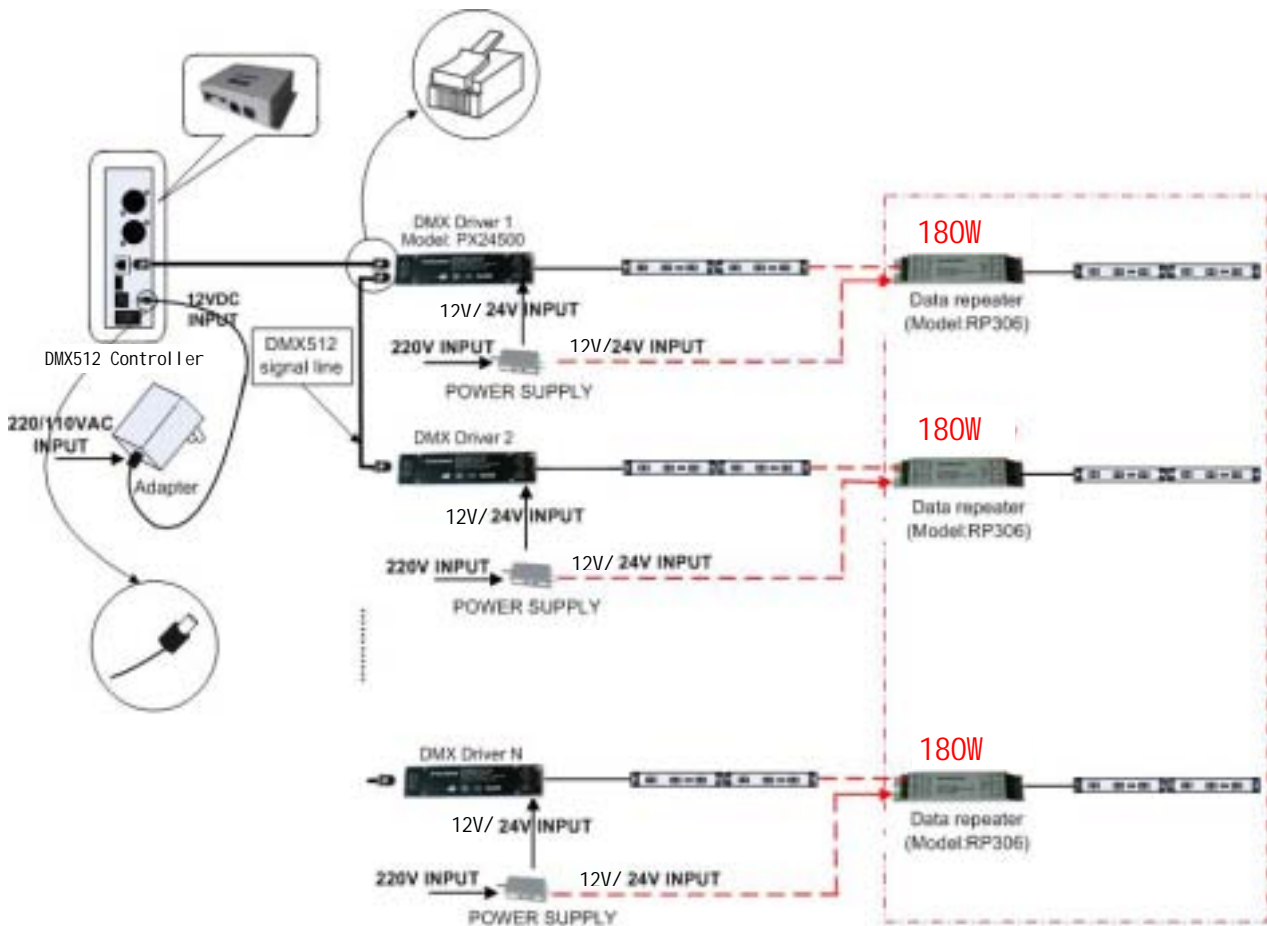 DMX Driver 1
Model: PX24500
180W
Data repeater
(Model:RP306)
12VDC
INPUT
12V/ 24V INPUT
DMX512 Controller
DMX512
signal line
220V INPUT
12V/24V INPUT
POWER SUPPLY
220/110VAC
INPUT
Adapter
DMX Driver 2
180W
Data repeater
(Model:RP306)
12V/ 24V INPUT
220V INPUT
12V/ 24V INPUT
POWER SUPPLY
DMX Driver N
180W
Data repeater
(Model:RP306)
12V/ 24V INPUT
220V INPUT
12V/ 24V INPUT
POWER SUPPLY